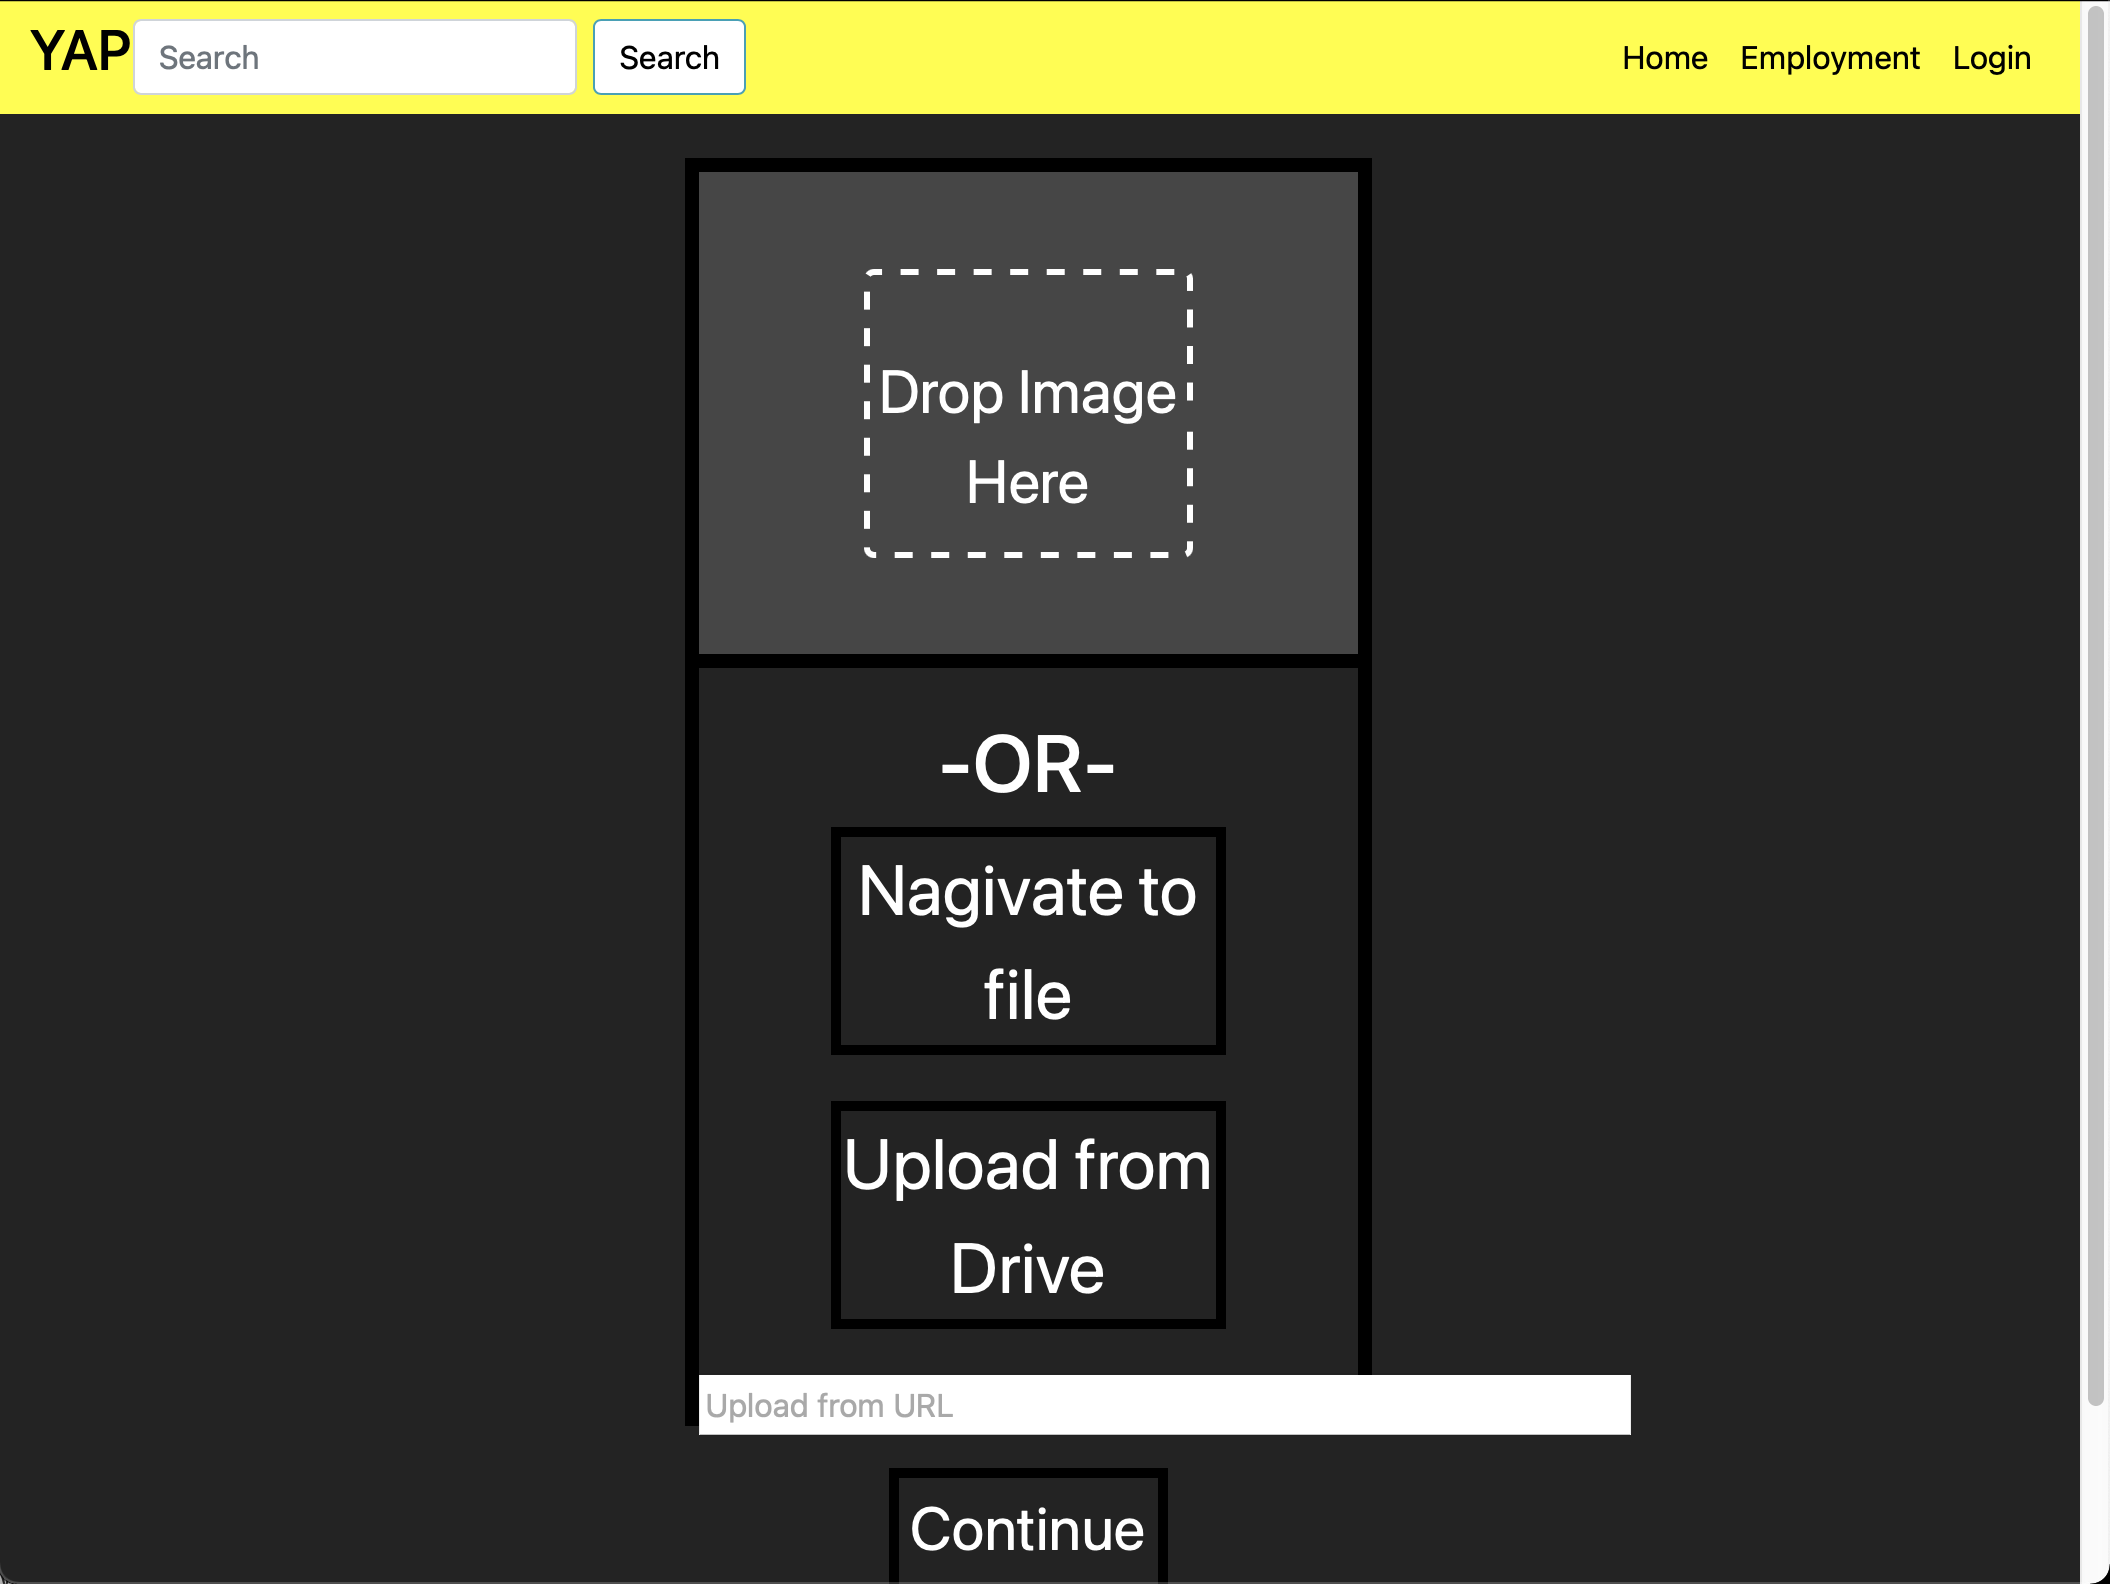 YAP Search Search Home Employment Login
Drop Image
Here
-OR-
Nagivate to
file
Upload from
Drive
Upload from URL
Continue